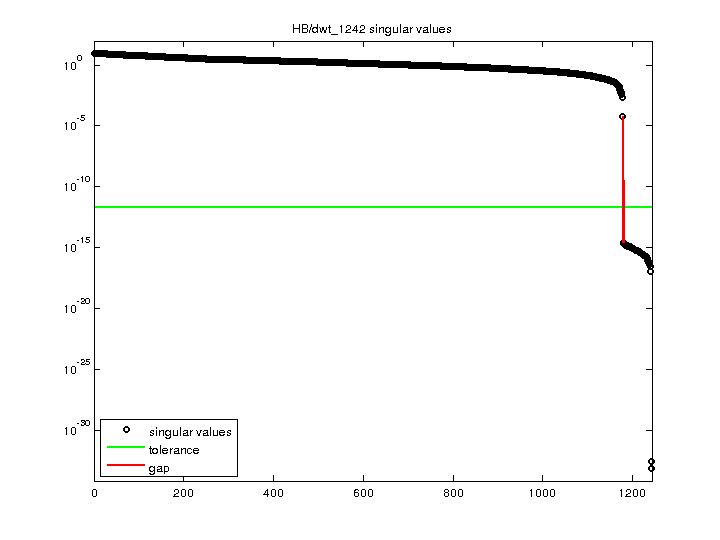 HB/dwt_1242 singular values
10^0
10^-5
10^-10
10^-15
10^-20
10^-25
10^-30
singular values
tolerance
gap
0 200 400 600 800 1000 1200